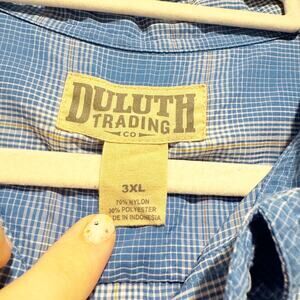 DULUTH
TRADING
CO
3XL
70% NYLON
30% POLYESTER
DE IN INDONESIA